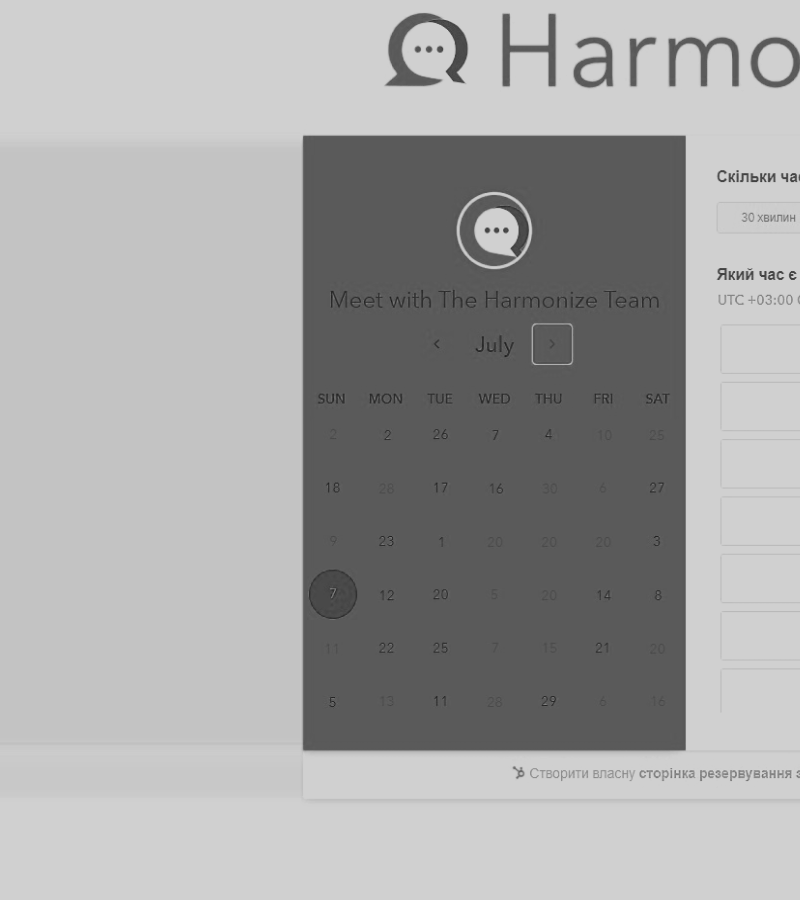 Harmo
Скільки час
30 хвилин
Meet with The Harmonize Team
Який час є
UTC +03:00
July
SUN MON TUE WED THU FRI SAT
2 2 26 7 4 10 25
18 28 17 16 30 6 27
9 23 1 20 20 20 3
7 12 20 5 20 14 8
11 22 25 7 15 21 20
5 13 11 28 29 6 16
Створити власну сторінка резервування з